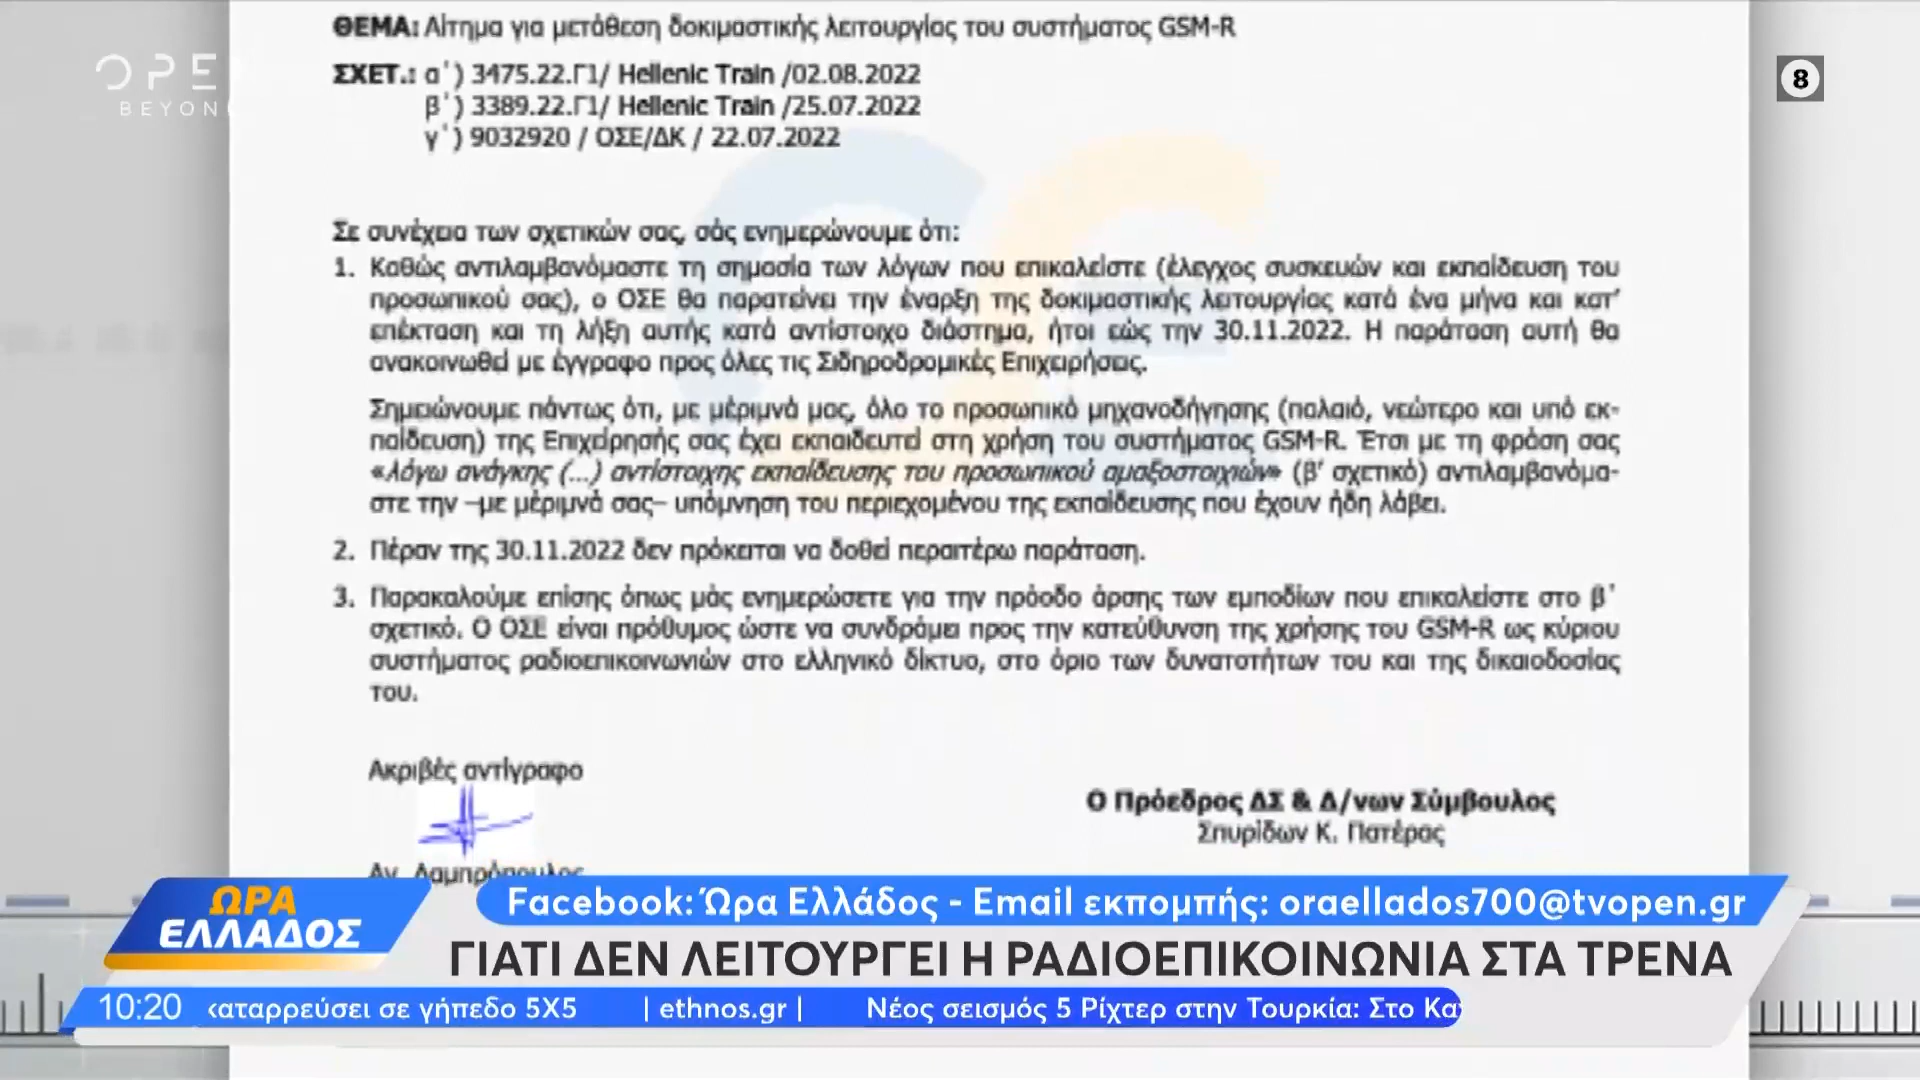 ΘΕΜΑ: Αίτημα για μετάθεση δοκιμαστικής λειτουργίας του συστήματος GSM-R
OPE
BEYON
8
ΣΧΕΤ.: α΄) 3475.22.Γ1/ Hellenic Train /02.08.2022
β΄) 3389.22.Γ1/ Hellenic Train /25.07.2022
γ΄) 9032920 / ΟΣΕ/ΔΚ / 22.07.2022
Σε συνέχεια των σχετικών σας, σάς ενημερώνουμε ότι:
1. Καθώς αντιλαμβανόμαστε τη σημασία των λόγων που επικαλείστε (έλεγχος συσκευών και εκπαίδευση του
προσωπικού σας), ο ΟΣΕ θα παρατείνει την έναρξη της δοκιμαστικής λειτουργίας κατά ένα μήνα και κατ’
επέκταση και τη λήξη αυτής κατά αντίστοιχο διάστημα, ήτοι εώς την 30.11.2022. Η παράταση αυτή θα
ανακοινωθεί με έγγραφο προς όλες τις Σιδηροδρομικές Επιχειρήσεις.
Σημειώνουμε πάντως ότι, με μέριμνά μας, όλο το προσωπικό μηχανοδήγησης (παλαιό, νεώτερο και υπό εκ-
παίδευση) της Επιχείρησής σας έχει εκπαιδευτεί στη χρήση του συστήματος GSM-R. Έτσι με τη φράση σας
«λόγω ανάγκης (...) αντίστοιχης εκπαίδευσης του προσωπικού αμαξοστοιχιών» (β’ σχετικό) αντιλαμβανόμα-
στε την –με μέριμνά σας– υπόμνηση του περιεχομένου της εκπαίδευσης που έχουν ήδη λάβει.
2. Πέραν της 30.11.2022 δεν πρόκειται να δοθεί περαιτέρω παράταση.
3. Παρακαλούμε επίσης όπως μάς ενημερώσετε για την πρόοδο άρσης των εμποδίων που επικαλείστε στο β΄
σχετικό. Ο ΟΣΕ είναι πρόθυμος ώστε να συνδράμει προς την κατεύθυνση της χρήσης του GSM-R ως κύριου
συστήματος ραδιοεπικοινωνιών στο ελληνικό δίκτυο, στο όριο των δυνατοτήτων του και της δικαιοδοσίας
του.
Ακριβές αντίγραφο
Ο Πρόεδρος ΔΣ & Δ/νων Σύμβουλος
Σπυρίδων Κ. Πατέρας
Αν. Λαμπρόπουλος
ΩΡΑ
ΕΛΛΑΔΟΣ
Facebook: Ώρα Ελλάδος - Email εκπομπής: oraellados700@tvopen.gr
ΓΙΑΤΙ ΔΕΝ ΛΕΙΤΟΥΡΓΕΙ Η ΡΑΔΙΟΕΠΙΚΟΙΝΩΝΙΑ ΣΤΑ ΤΡΕΝΑ
10:20 καταρρεύσει σε γήπεδο 5Χ5 | ethnos.gr | Νέος σεισμός 5 Ρίχτερ στην Τουρκία: Στο Κα